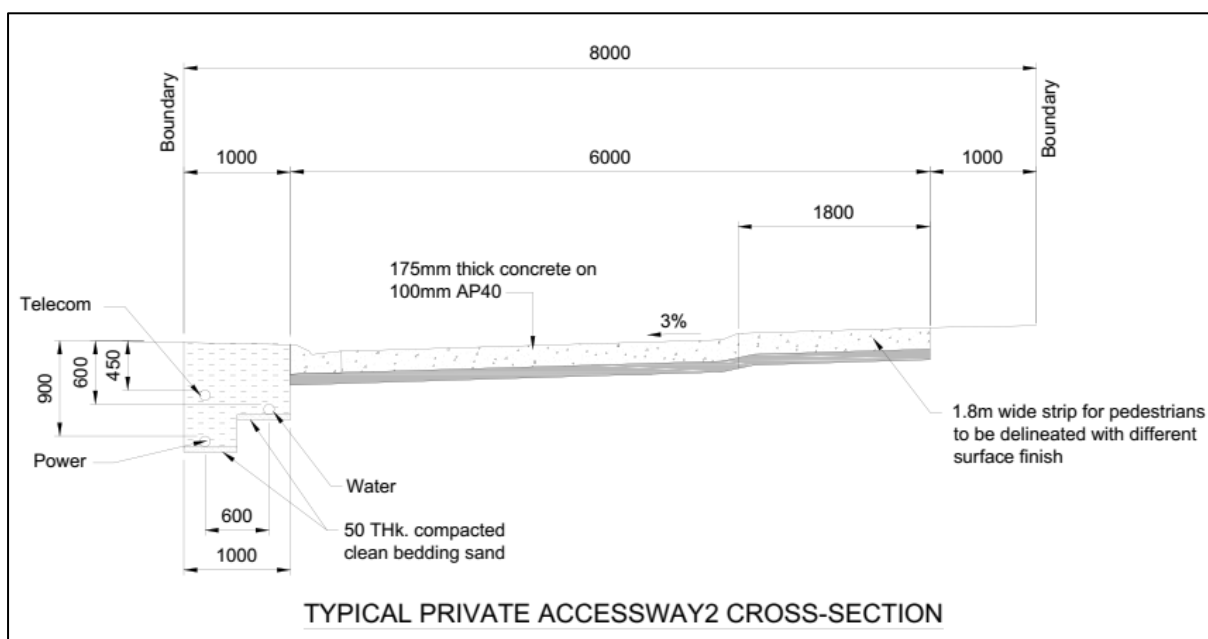 8000
Boundary
Boundary
1000
6000
1000
1800
175mm thick concrete on
100mm AP40
Telecom
3%
450
600
900
1.8m wide strip for pedestrians
to be delineated with different
surface finish
Power
Water
600
50 THk. compacted
clean bedding sand
1000
TYPICAL PRIVATE ACCESSWAY2 CROSS-SECTION